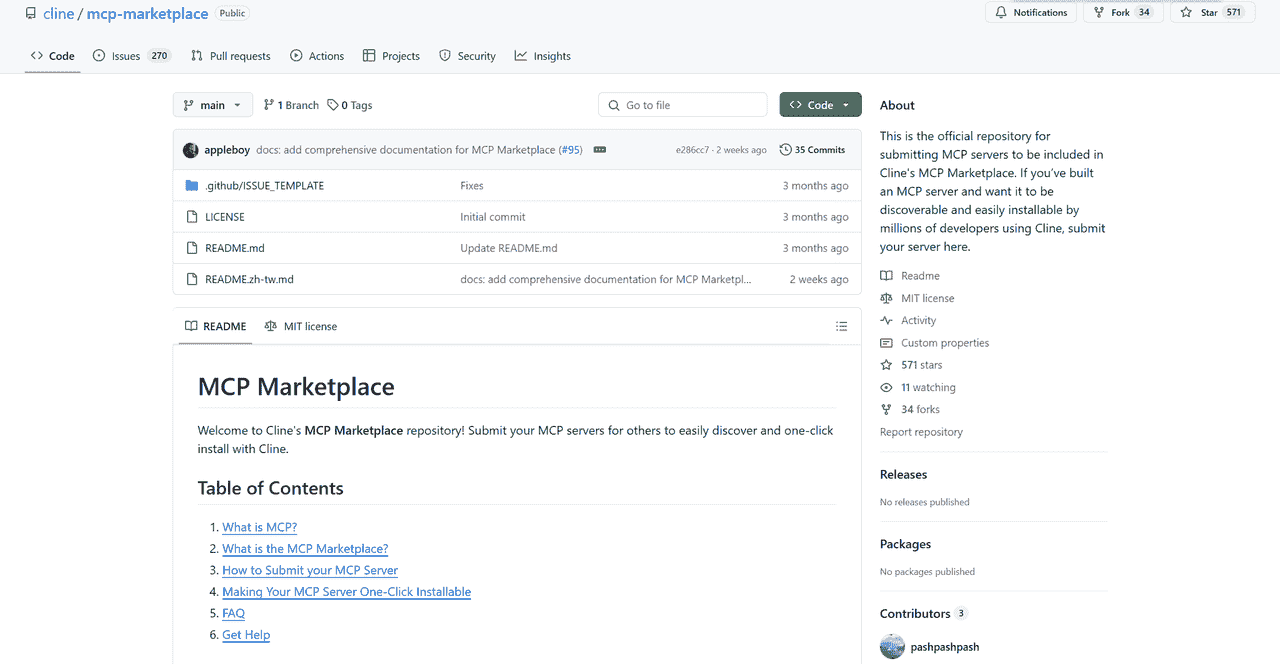 cline / mcp-marketplace Public
Notifications Fork 34 Star 571
Code Issues 270 Pull requests Actions Projects Security Insights
main 1 Branch 0 Tags Go to file Code
appleboy docs: add comprehensive documentation for MCP Marketplace (#95) e286cc7 · 2 weeks ago 35 Commits
.github/ISSUE_TEMPLATE Fixes 3 months ago
LICENSE Initial commit 3 months ago
README.md Update README.md 3 months ago
README.zh-tw.md docs: add comprehensive documentation for MCP Marketpl... 2 weeks ago
README MIT license
MCP Marketplace
Welcome to Cline's MCP Marketplace repository! Submit your MCP servers for others to easily discover and one-click
install with Cline.
Table of Contents
1. What is MCP?
2. What is the MCP Marketplace?
3. How to Submit your MCP Server
4. Making Your MCP Server One-Click Installable
5. FAQ
6. Get Help
About
This is the official repository for
submitting MCP servers to be included in
Cline's MCP Marketplace. If you've built
an MCP server and want it to be
discoverable and easily installable by
millions of developers using Cline, submit
your server here.
Readme
MIT license
Activity
Custom properties
571 stars
11 watching
34 forks
Report repository
Releases
No releases published
Packages
No packages published
Contributors 3
pashpashpash